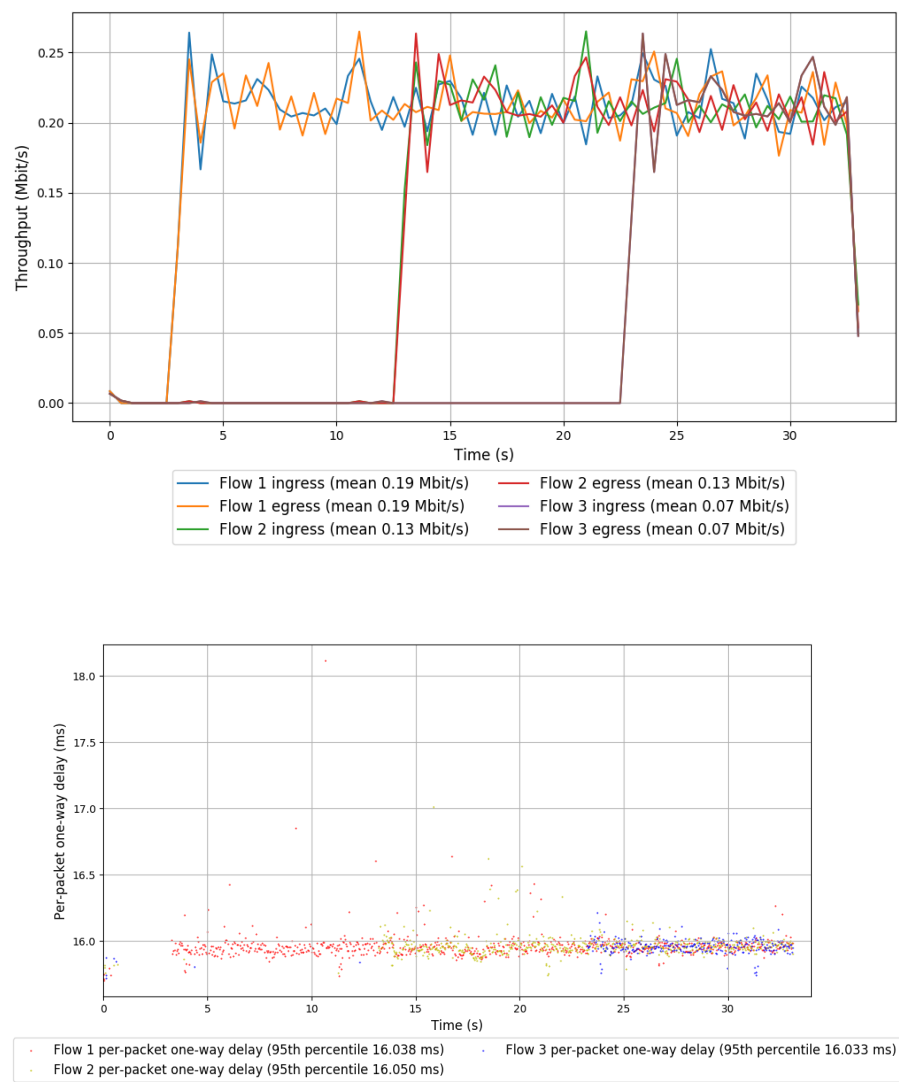 0.25
0.20
0.15
0.10
0.05
0.00
Throughput (Mbit/s)
0 5 10 15 20 25 30
Time (s)
Flow 1 ingress (mean 0.19 Mbit/s) Flow 2 egress (mean 0.13 Mbit/s)
Flow 1 egress (mean 0.19 Mbit/s) Flow 3 ingress (mean 0.07 Mbit/s)
Flow 2 ingress (mean 0.13 Mbit/s) Flow 3 egress (mean 0.07 Mbit/s)
18.0
17.5
17.0
16.5
16.0
Per-packet one-way delay (ms)
0 5 10 15 20 25 30
Time (s)
Flow 1 per-packet one-way delay (95th percentile 16.038 ms) Flow 3 per-packet one-way delay (95th percentile 16.033 ms)
Flow 2 per-packet one-way delay (95th percentile 16.050 ms)